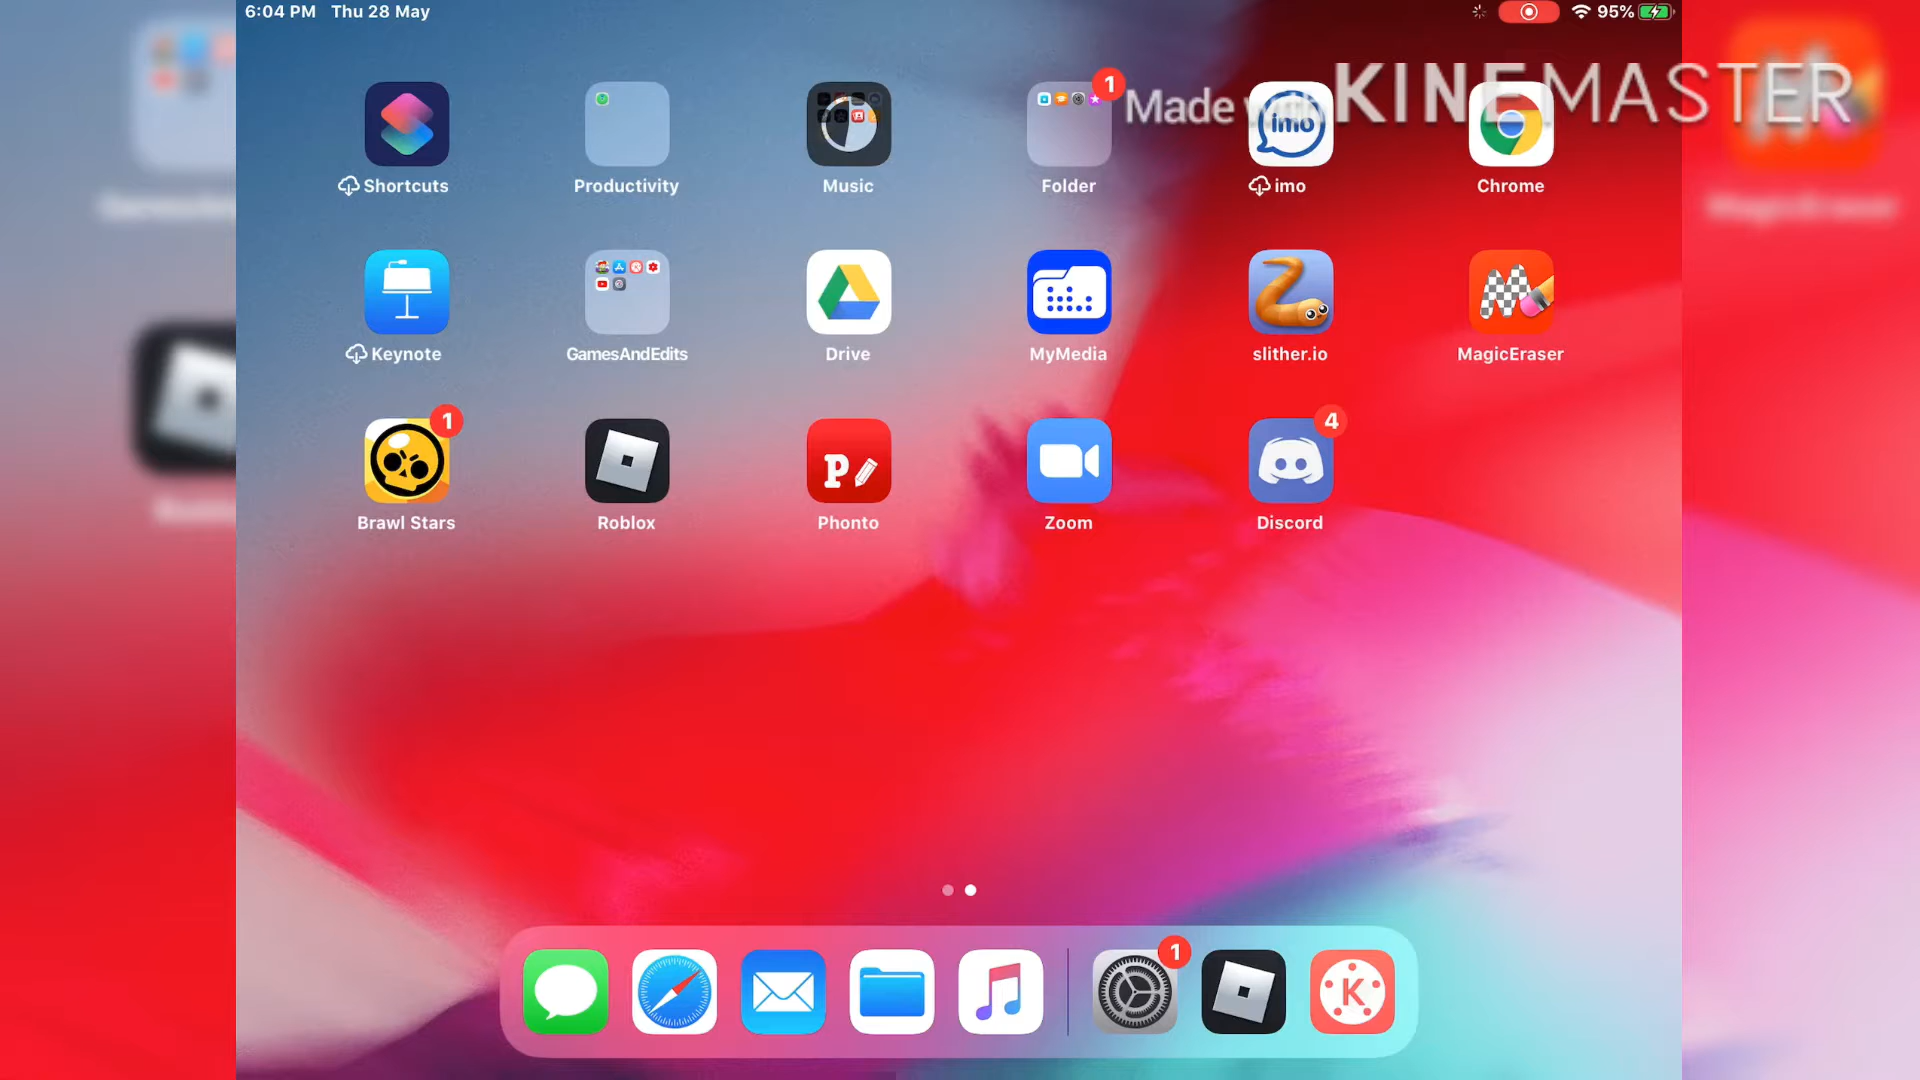 6:04 PM Thu 28 May
95%
Made with KINEMASTER
1
imo
Shortcuts
Productivity
Music
Folder
imo
Chrome
Keynote
GamesAndEdits
Drive
MyMedia
slither.io
MagicEraser
1
4
P
Brawl Stars
Roblox
Phonto
Zoom
Discord
1
K